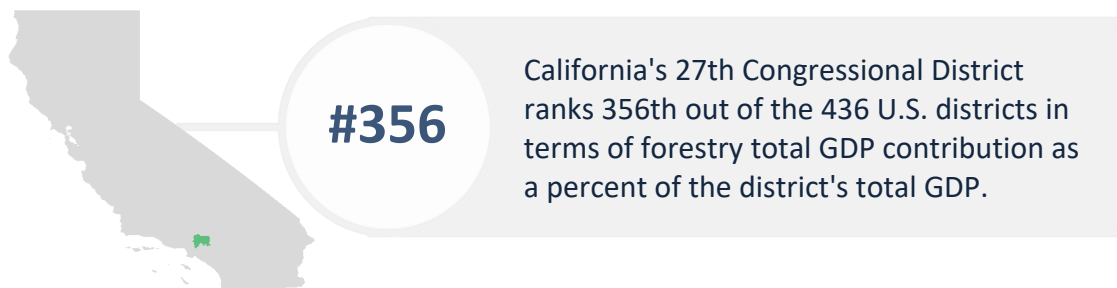 #356
California's 27th Congressional District
ranks 356th out of the 436 U.S. districts in
terms of forestry total GDP contribution as
a percent of the district's total GDP.